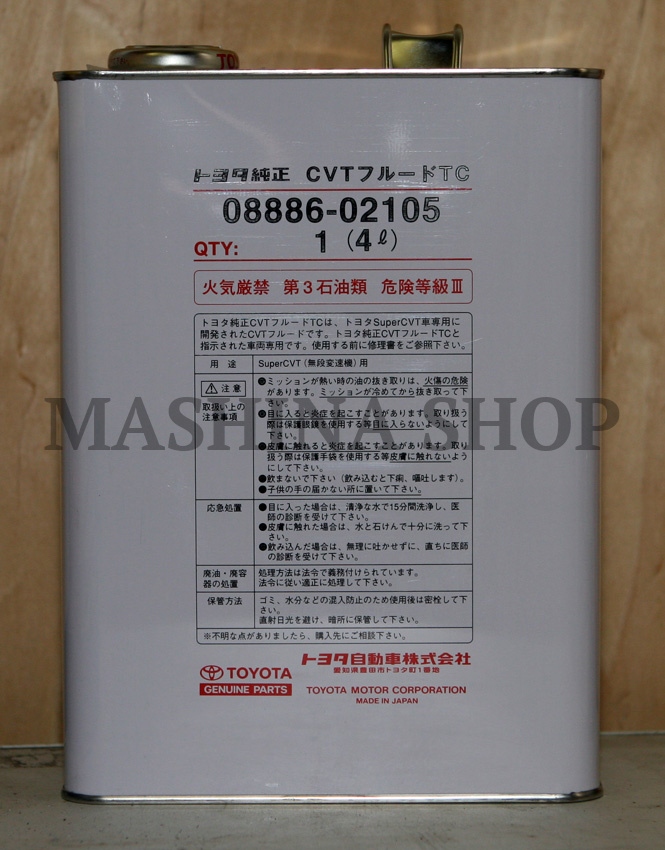 TO
トヨタ純正 CVTフルードTC
08886-02105
QTY: 1 (4ℓ)
火気厳禁 第3石油類 危険等級Ⅲ
トヨタ純正CVTフルードTCは、トヨタSuperCVT車専用に
開発されたCVTフルードです。トヨタ純正CVTフルードTCと
指示された車両専用です。使用する前に修理書をご参照下さい。
用 途 SuperCVT(無段変速機)用
⚠注意
取扱い上の
注意事項
●ミッションが熱い時の油の抜き取りは、火傷の危険
があります。ミッションが冷めてから抜き取って下
さい。
●目に入ると炎症を起こすことがあります。取り扱う
際は保護眼鏡を使用する等目に入らないようにして
下さい。
●皮膚に触れると炎症を起こすことがあります。取り
扱う際は保護手袋を使用する等皮膚に触れないよう
にして下さい。
●飲まないで下さい(飲み込むと下痢、嘔吐します)。
●子供の手の届かない所に置いて下さい。
応急処置
●目に入った場合は、清浄な水で15分間洗浄し、医
師の診断を受けて下さい。
●皮膚に触れた場合は、水と石けんで十分に洗って下
さい。
●飲み込んだ場合は、無理に吐かせずに、直ちに医師
の診断を受けて下さい。
廃油・廃容
器の処置
処理方法は法令で義務付けられています。
法令に従い適正に処理して下さい。
保管方法
ゴミ、水分などの混入防止のため使用後は密栓して下
さい。
直射日光を避け、暗所に保管して下さい。
※不明な点がありましたら、購入先にご相談下さい。
トヨタ自動車株式会社
愛知県豊田市トヨタ町1番地
TOYOTA
GENUINE PARTS
TOYOTA MOTOR CORPORATION
MADE IN JAPAN
MASHINA SHOP